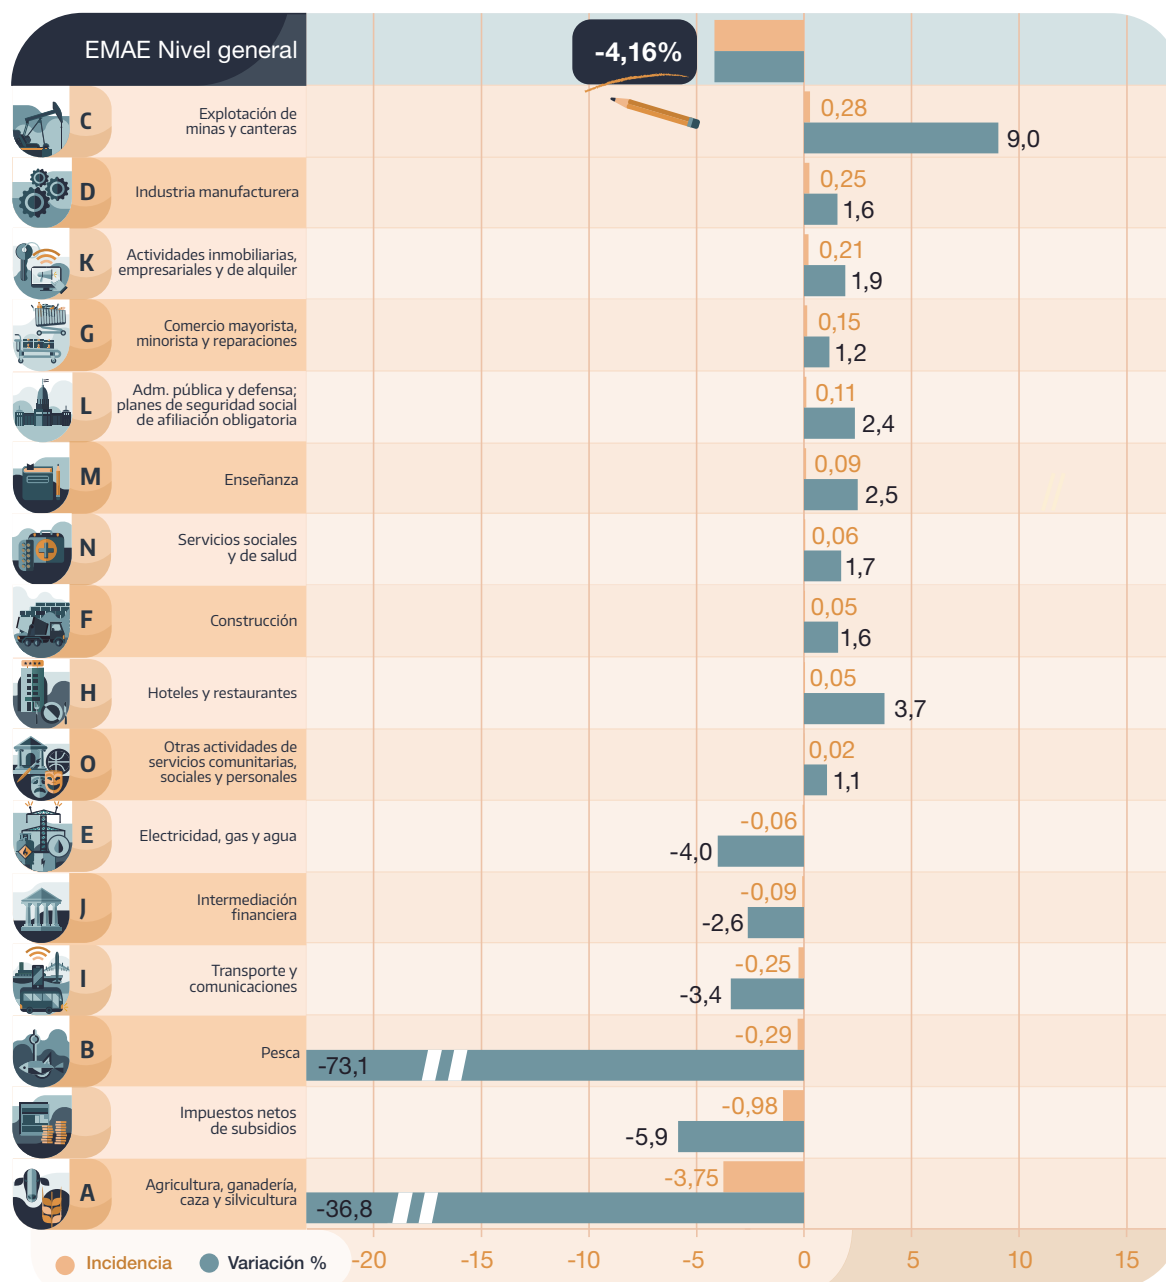 EMAE Nivel general
-4,16%
C
Explotación de
minas y canteras
0,28
9,0
D
Industria manufacturera
0,25
1,6
K
Actividades inmobiliarias,
empresariales y de alquiler
0,21
1,9
G
Comercio mayorista,
minorista y reparaciones
0,15
1,2
L
Adm. pública y defensa;
planes de seguridad social
de afiliación obligatoria
0,11
2,4
M
Enseñanza
0,09
2,5
N
Servicios sociales
y de salud
0,06
1,7
F
Construcción
0,05
1,6
H
Hoteles y restaurantes
0,05
3,7
O
Otras actividades de
servicios comunitarias,
sociales y personales
0,02
1,1
E
Electricidad, gas y agua
-0,06
-4,0
J
Intermediación
financiera
-0,09
-2,6
I
Transporte y
comunicaciones
-0,25
-3,4
B
Pesca
-0,29
-73,1
Impuestos netos
de subsidios
-0,98
-5,9
A
Agricultura, ganadería,
caza y silvicultura
-3,75
-36,8
Incidencia
Variación %
-20 -15 -10 -5 0 5 10 15